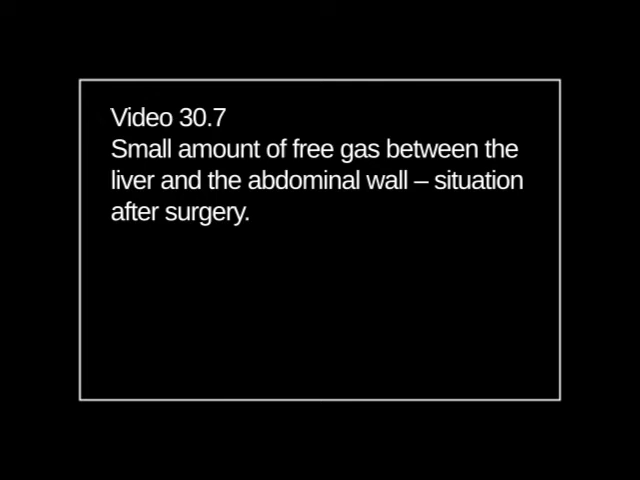 Video 30.7
Small amount of free gas between the
liver and the abdominal wall – situation
after surgery.